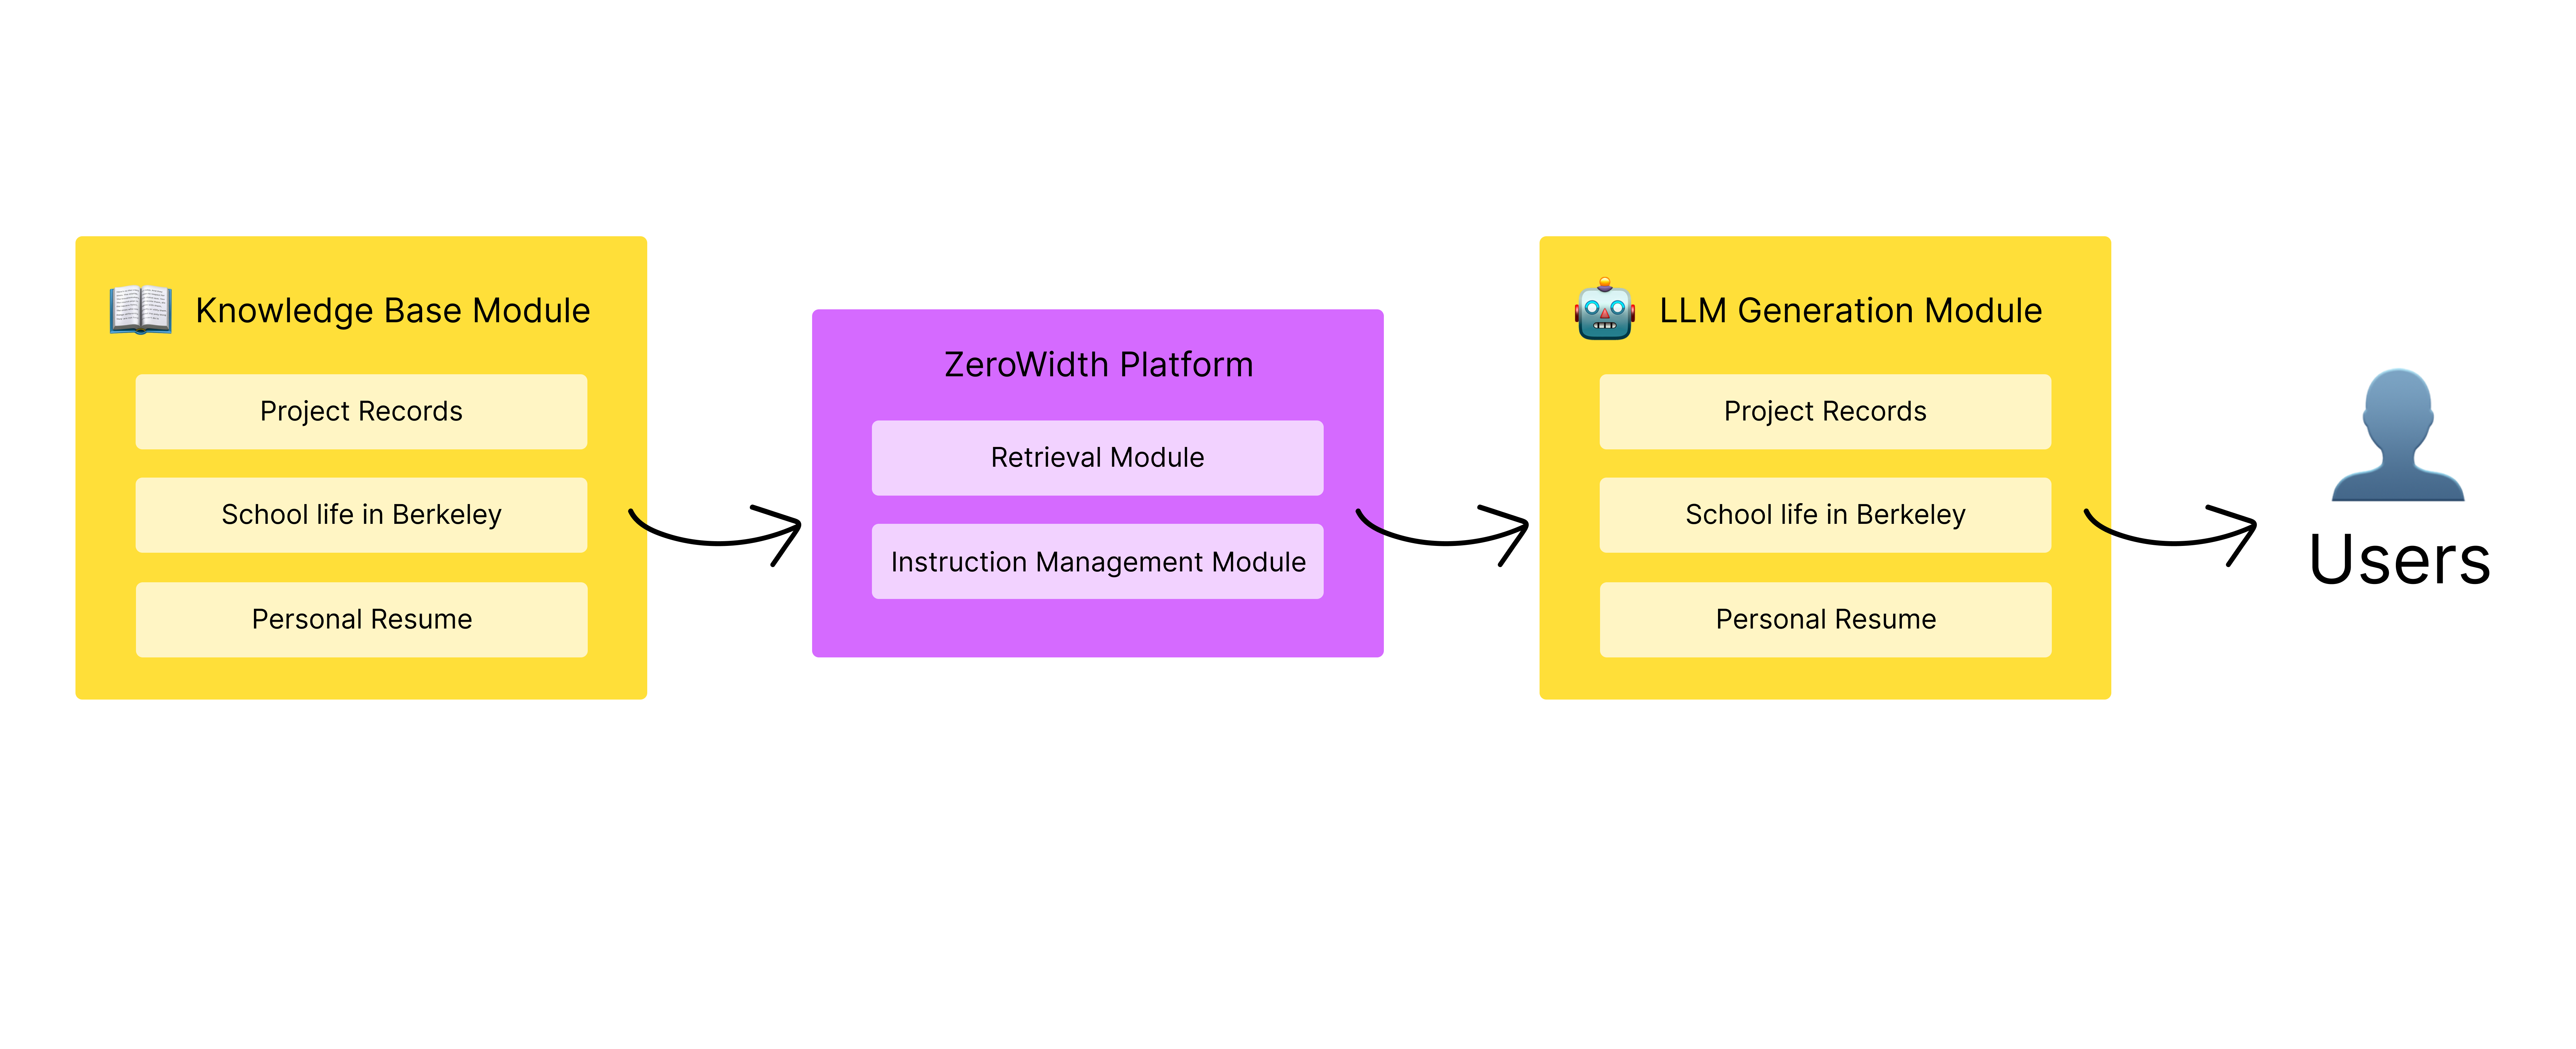 Knowledge Base Module
Project Records
School life in Berkeley
Personal Resume
ZeroWidth Platform
Retrieval Module
Instruction Management Module
LLM Generation Module
Project Records
School life in Berkeley
Personal Resume
Users